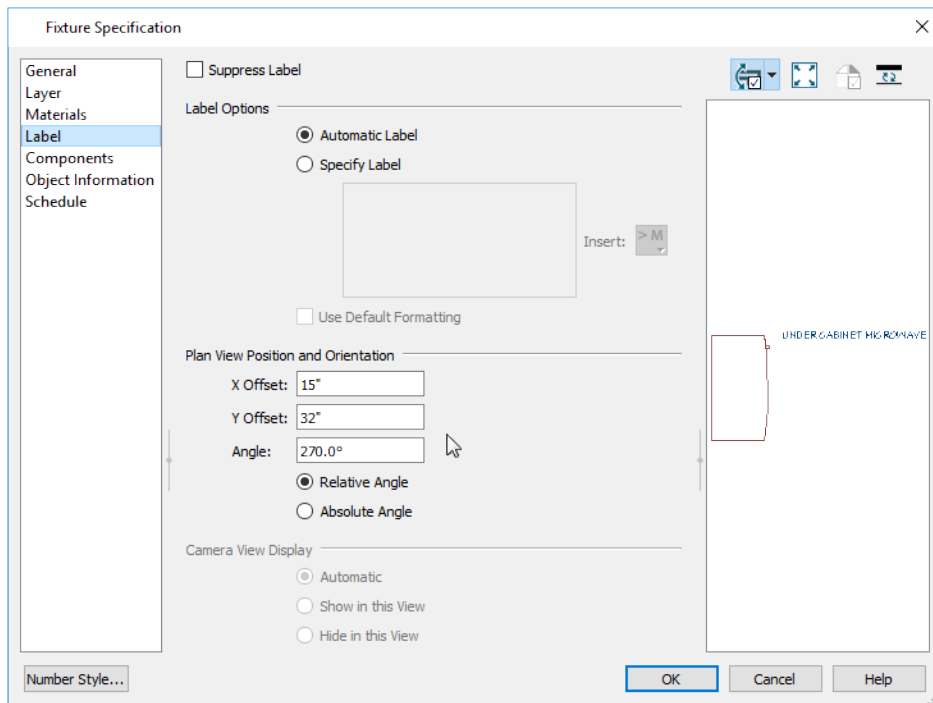 Fixture Specification
General
Layer
Materials
Label
Components
Object Information
Schedule
Suppress Label
Label Options
Automatic Label
Specify Label
Insert:
> M
Use Default Formatting
Plan View Position and Orientation
X Offset: 15"
Y Offset: 32"
Angle: 270.0°
Relative Angle
Absolute Angle
Camera View Display
Automatic
Show in this View
Hide in this View
UNDER CABINET MICROWAVE
Number Style...
OK
Cancel
Help